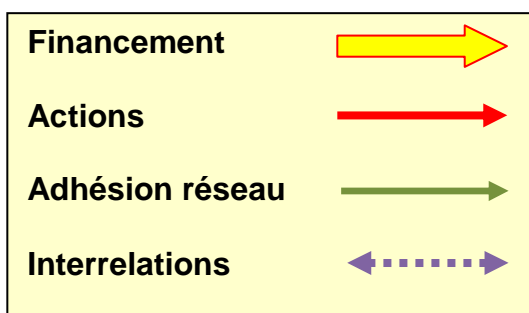 Financement
Actions
Adhésion réseau
Interrelations